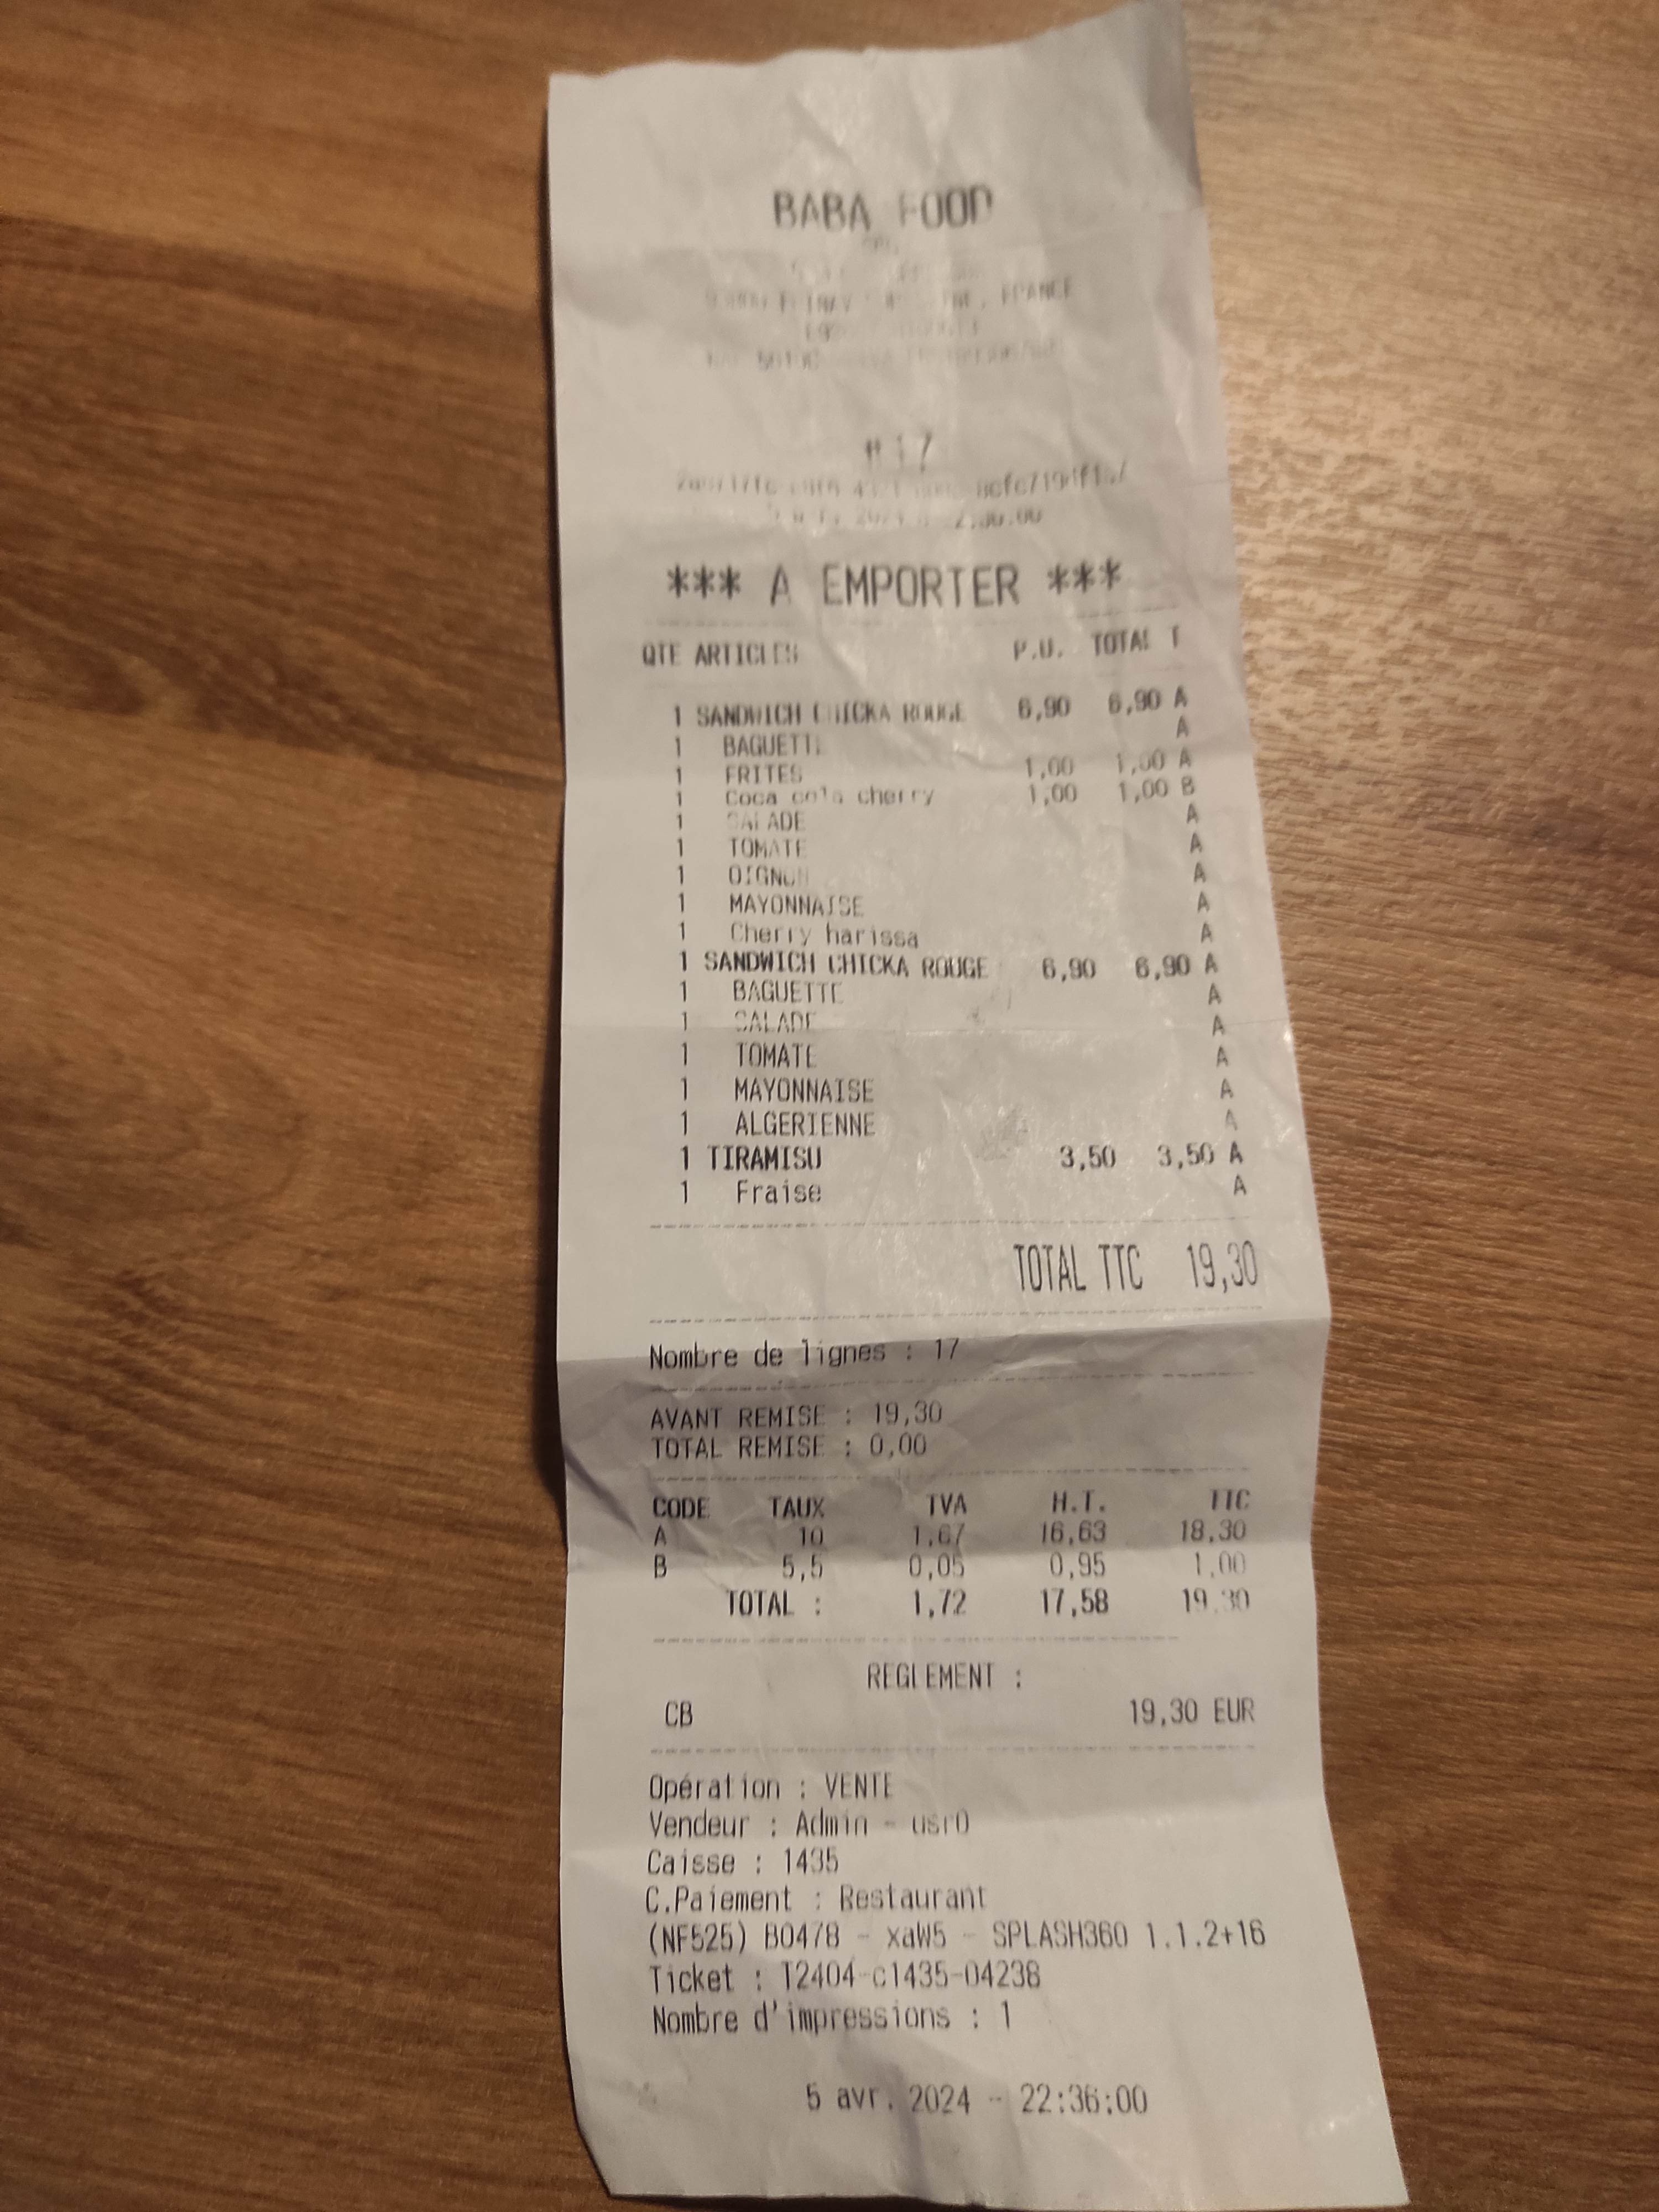 BABA FOOD
FRANCE
#17
*** A EMPORTER ***
QTE ARTICLES P.U. TOTAL T
1 SANDWICH CHICKA ROUGE 6,90 6,90 A
1 BAGUETTE A
1 FRITES 1,00 1,00 A
1 Coca cola cherry 1,00 1,00 B
1 SALADE A
1 TOMATE A
1 OIGNON A
1 MAYONNAISE A
1 Cherry harissa A
1 SANDWICH CHICKA ROUGE 6,90 6,90 A
1 BAGUETTE A
1 SALADE A
1 TOMATE A
1 MAYONNAISE A
1 ALGERIENNE A
1 TIRAMISU 3,50 3,50 A
1 Fraise A
TOTAL TTC 19,30
Nombre de lignes : 17
AVANT REMISE : 19,30
TOTAL REMISE : 0,00
CODE TAUX TVA H.T. TTC
A 10 1,67 16,63 18,30
B 5,5 0,05 0,95 1,00
TOTAL : 1,72 17,58 19,30
REGLEMENT :
CB 19,30 EUR
Opération : VENTE
Vendeur : Admin - usr0
Caisse : 1435
C.Paiement : Restaurant
(NF525) B0478 - xaW5 - SPLASH360 1.1.2+16
Ticket : T2404-c1435-04238
Nombre d'impressions : 1
5 avr. 2024 - 22:36:00